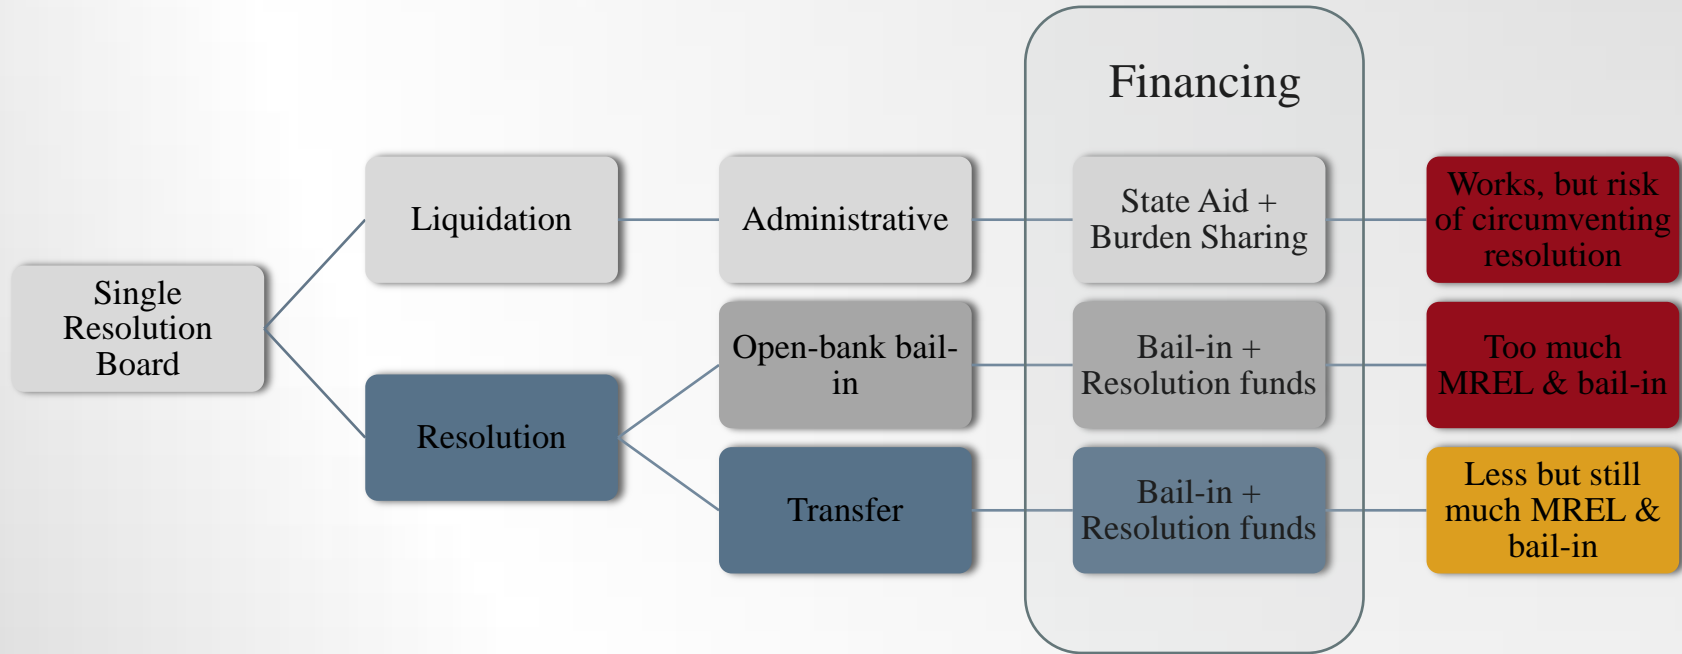 Financing
Single
Resolution
Board
Liquidation
Administrative
State Aid +
Burden Sharing
Works, but risk
of circumventing
resolution
Resolution
Open-bank bail-
in
Bail-in +
Resolution funds
Too much
MREL & bail-in
Transfer
Bail-in +
Resolution funds
Less but still
much MREL &
bail-in